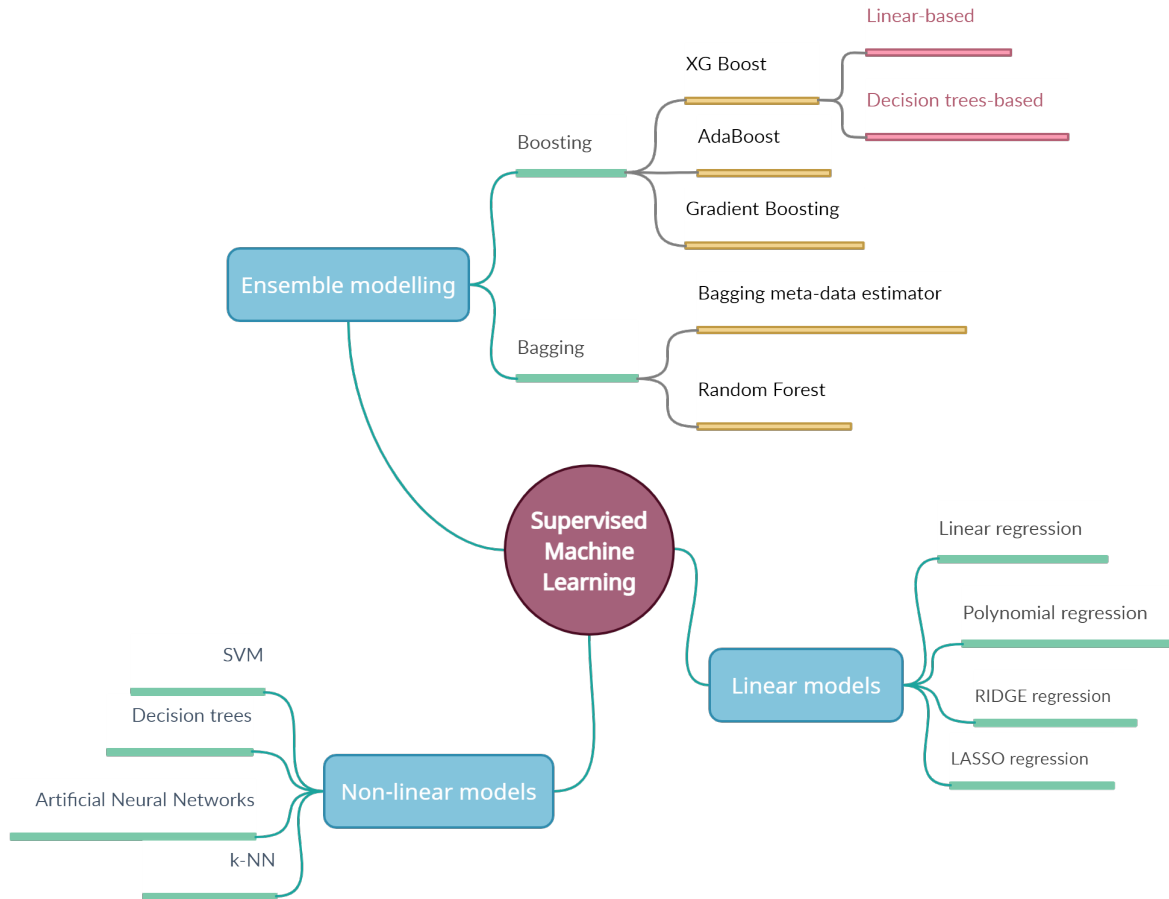 Linear-based
XG Boost
Decision trees-based
AdaBoost
Boosting
Gradient Boosting
Ensemble modelling
Bagging meta-data estimator
Bagging
Random Forest
Supervised
Machine
Learning
Linear regression
Polynomial regression
SVM
Linear models
RIDGE regression
Decision trees
LASSO regression
Non-linear models
Artificial Neural Networks
k-NN